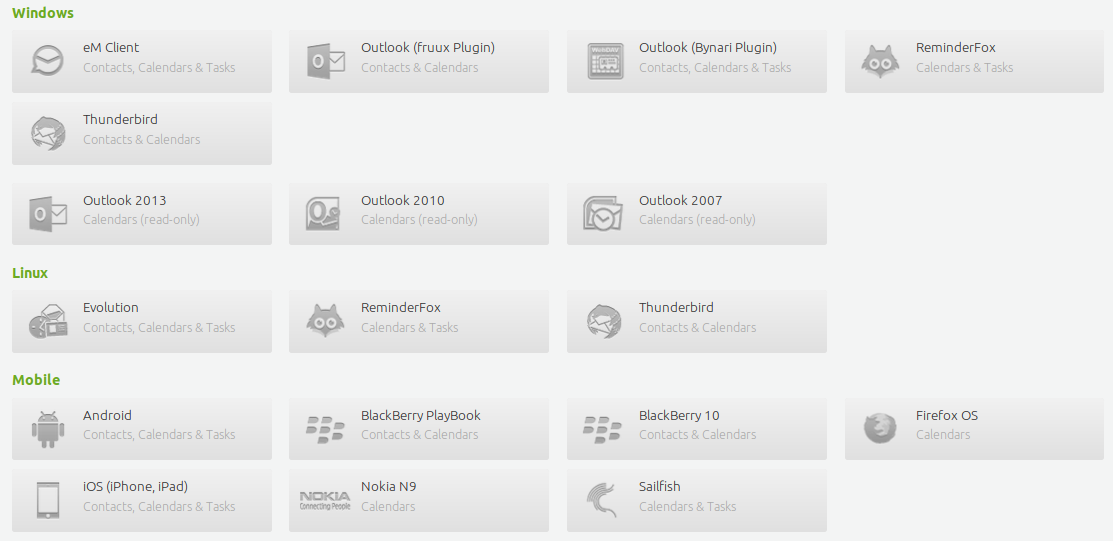 Windows
eM Client
Contacts, Calendars & Tasks
Outlook (fruux Plugin)
Contacts & Calendars
WebDAV
Outlook (Bynari Plugin)
Contacts, Calendars & Tasks
ReminderFox
Calendars & Tasks
Thunderbird
Contacts & Calendars
Outlook 2013
Calendars (read-only)
Outlook 2010
Calendars (read-only)
Outlook 2007
Calendars (read-only)
Linux
Evolution
Contacts, Calendars & Tasks
ReminderFox
Calendars & Tasks
Thunderbird
Contacts & Calendars
Mobile
Android
Contacts, Calendars & Tasks
BlackBerry PlayBook
Contacts & Calendars
BlackBerry 10
Contacts & Calendars
Firefox OS
Calendars
iOS (iPhone, iPad)
Contacts, Calendars & Tasks
NOKIA
Connecting People
Nokia N9
Calendars
Sailfish
Calendars & Tasks